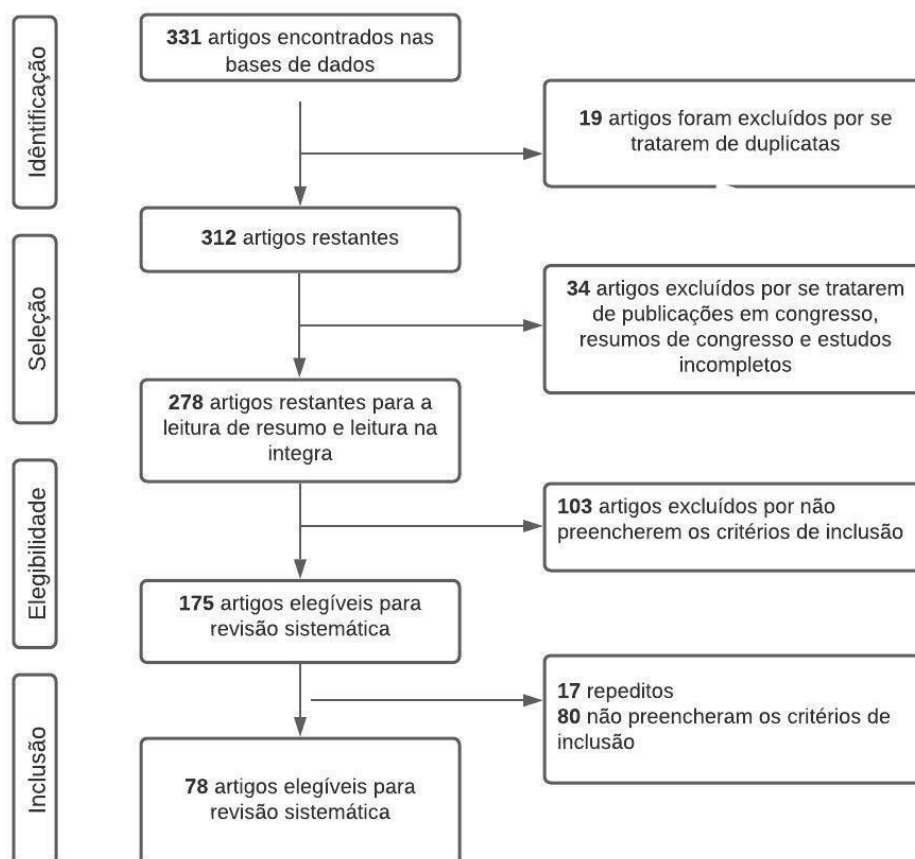 Idêntificação
331 artigos encontrados nas
bases de dados
19 artigos foram excluídos por se
tratarem de duplicatas
312 artigos restantes
Seleção
34 artigos excluídos por se tratarem
de publicações em congresso,
resumos de congresso e estudos
incompletos
278 artigos restantes para a
leitura de resumo e leitura na
integra
Elegibilidade
103 artigos excluídos por não
preencherem os critérios de inclusão
175 artigos elegíveis para
revisão sistemática
Inclusão
17 repeditos
80 não preencheram os critérios de
inclusão
78 artigos elegíveis para
revisão sistemática